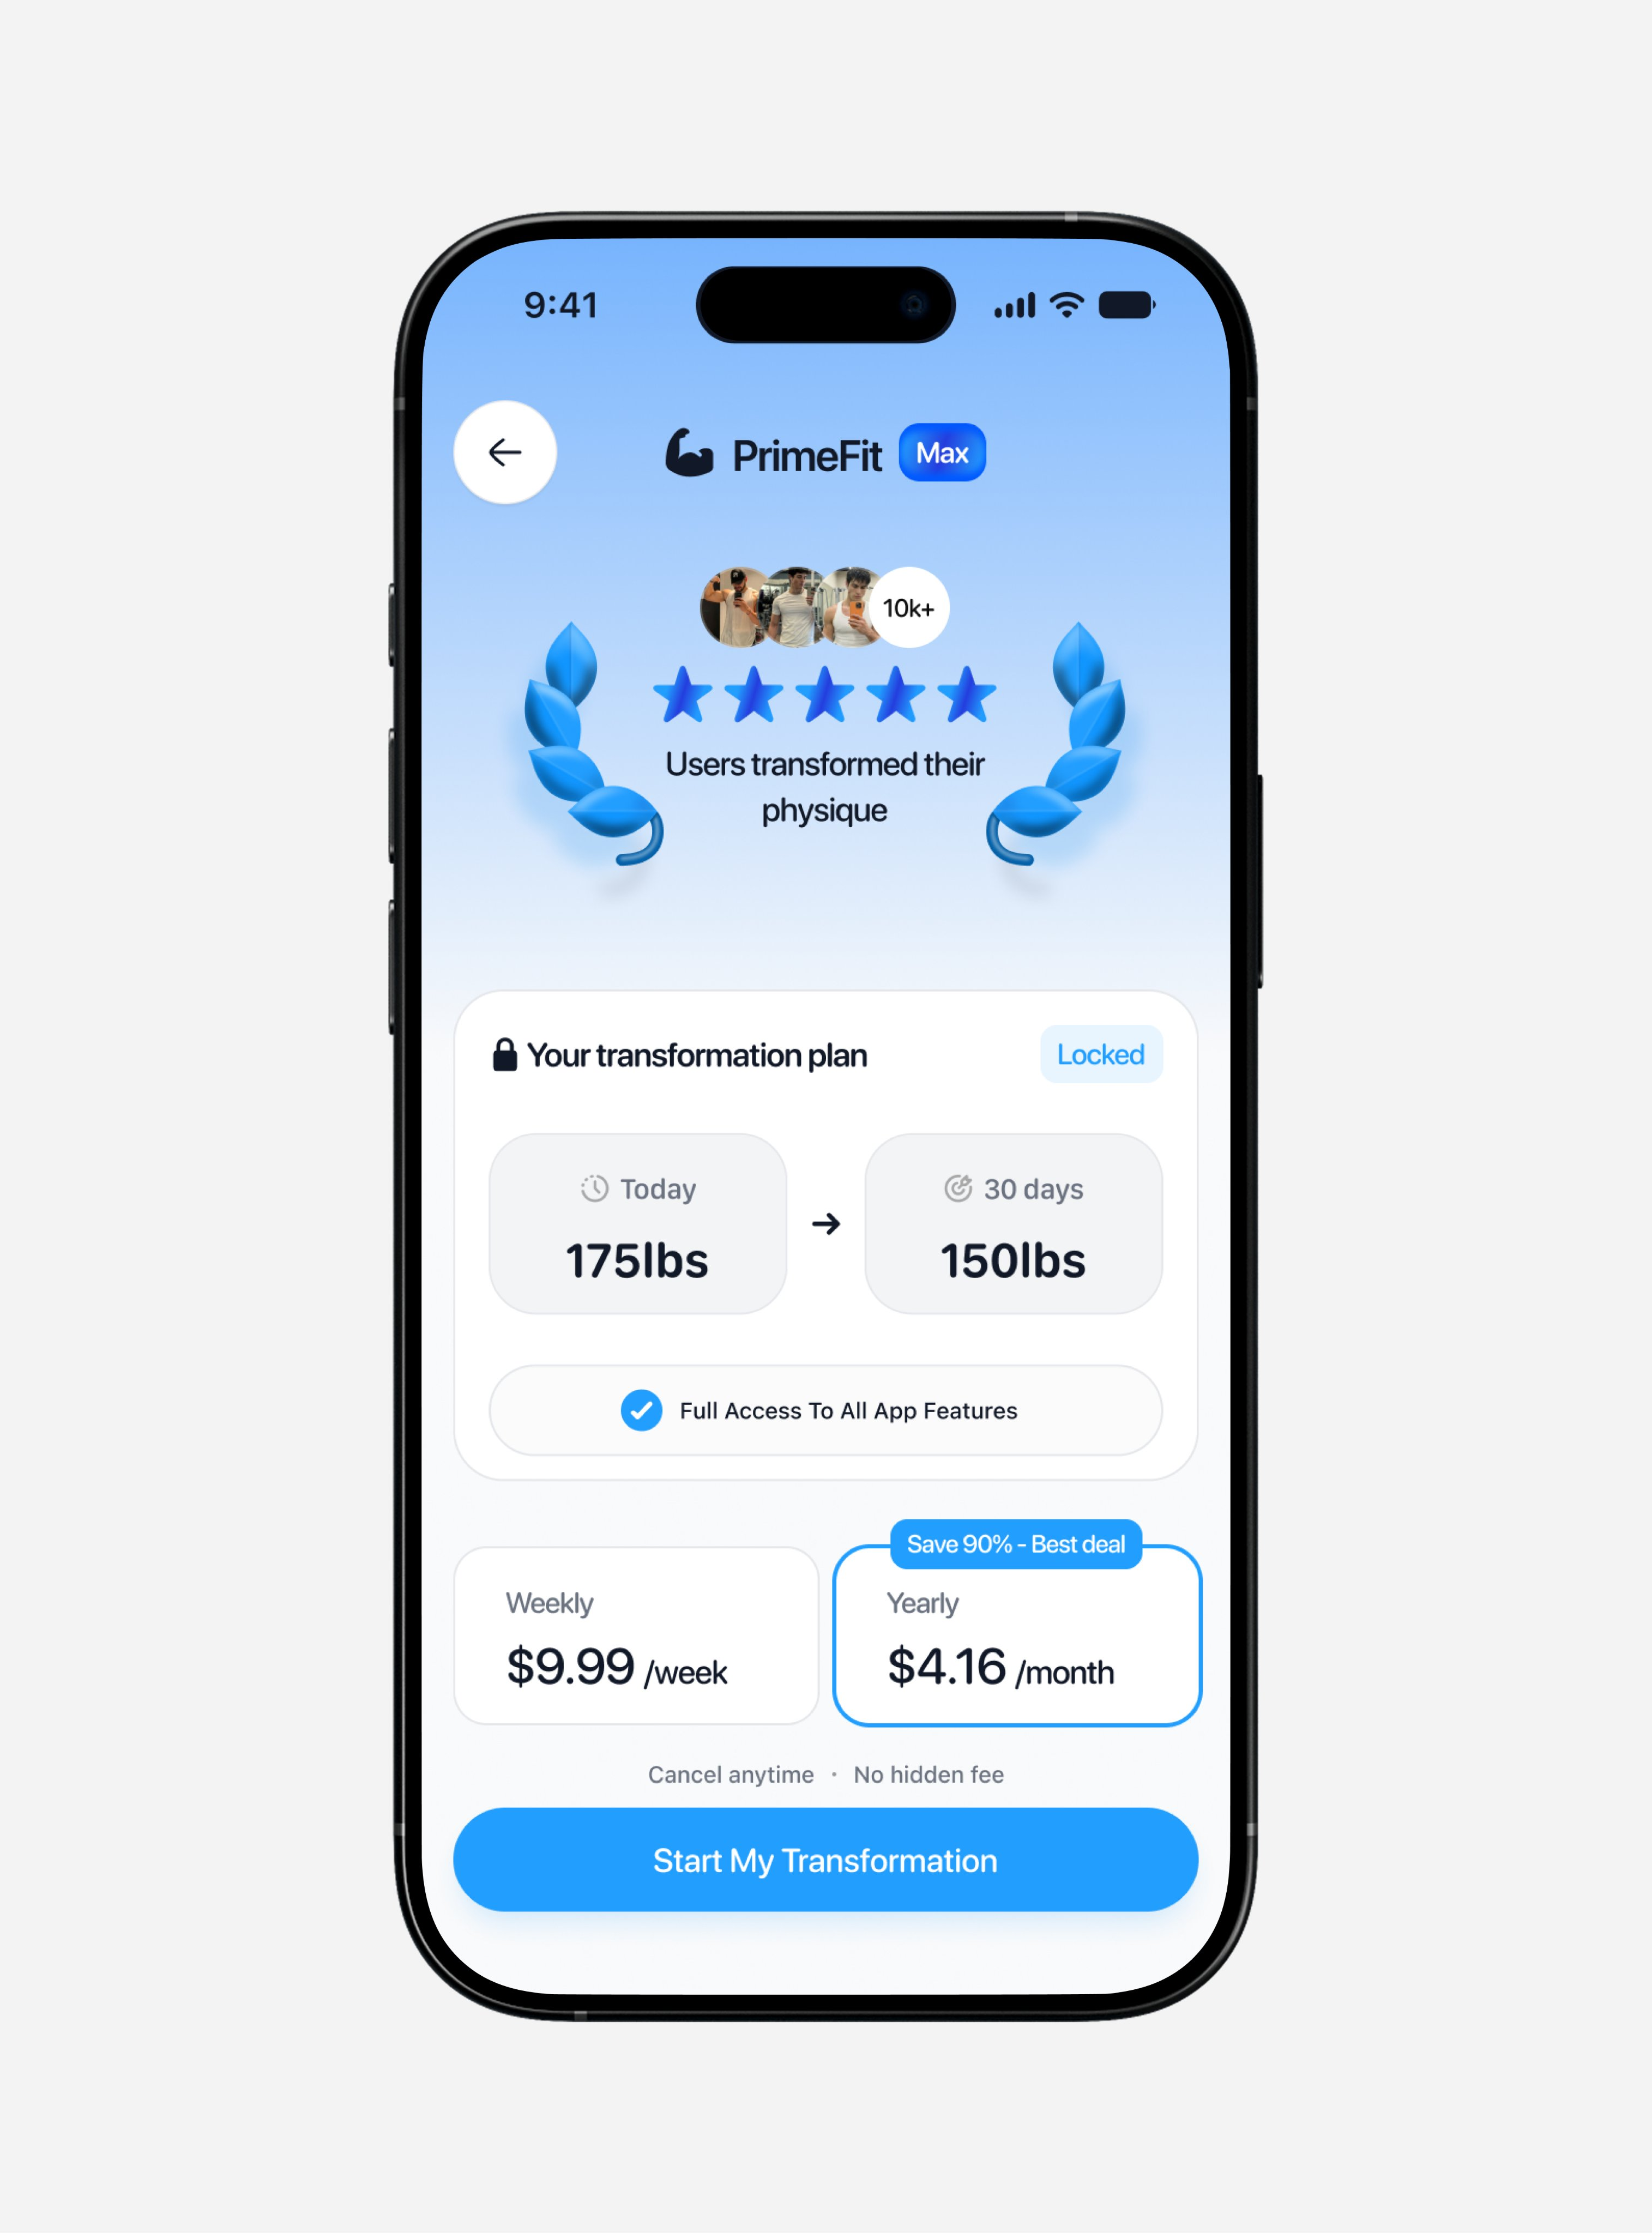 9:41
PrimeFit Max
10k+
Users transformed their
physique
Your transformation plan Locked
Today
175lbs
30 days
150lbs
Full Access To All App Features
Save 90% - Best deal
Weekly
$9.99 /week
Yearly
$4.16 /month
Cancel anytime · No hidden fee
Start My Transformation